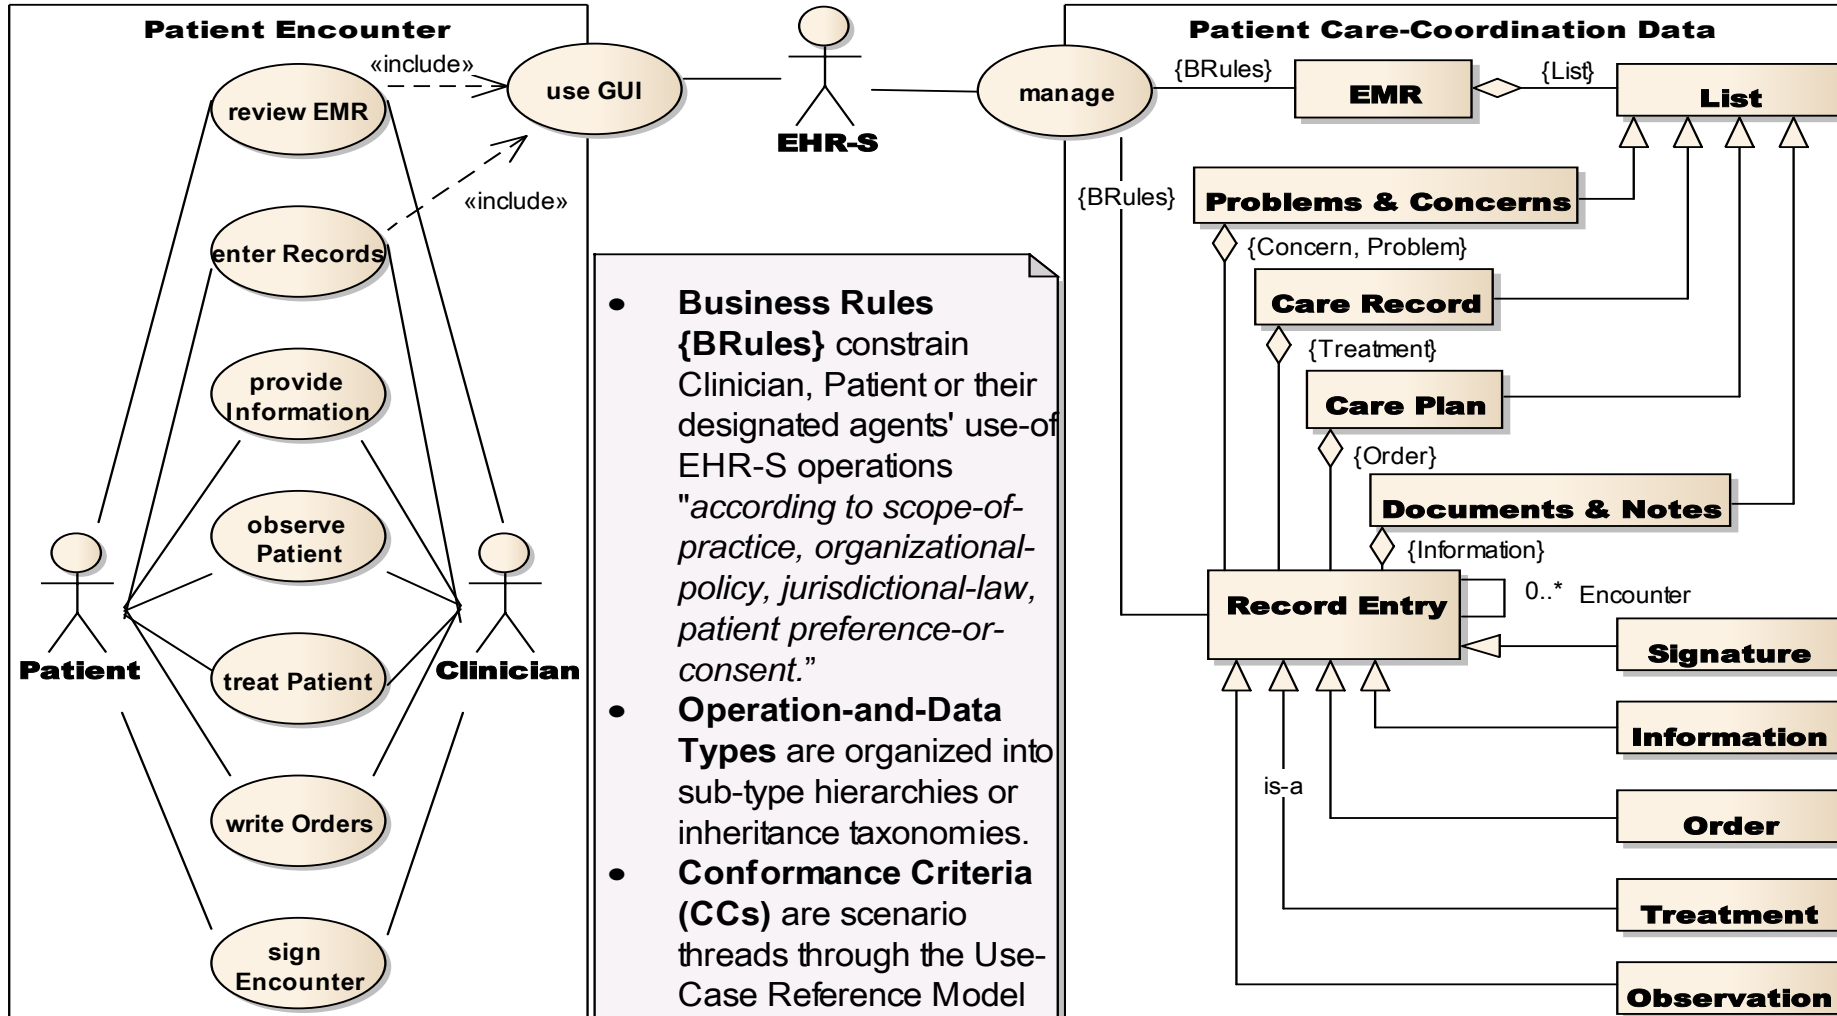 Patient Encounter
«include»
review EMR
use GUI
enter Records
«include»
provide
Information
observe
Patient
Patient
Clinician
treat Patient
write Orders
sign
Encounter
EHR-S
• Business Rules
{BRules} constrain
Clinician, Patient or their
designated agents' use-of
EHR-S operations
"according to scope-of-
practice, organizational-
policy, jurisdictional-law,
patient preference-or-
consent.”
• Operation-and-Data
Types are organized into
sub-type hierarchies or
inheritance taxonomies.
• Conformance Criteria
(CCs) are scenario
threads through the Use-
Case Reference Model
Patient Care-Coordination Data
manage
{BRules}
EMR
{List}
List
{BRules}
Problems & Concerns
{Concern, Problem}
Care Record
{Treatment}
Care Plan
{Order}
Documents & Notes
{Information}
Record Entry
0..* Encounter
Signature
Information
is-a
Order
Treatment
Observation